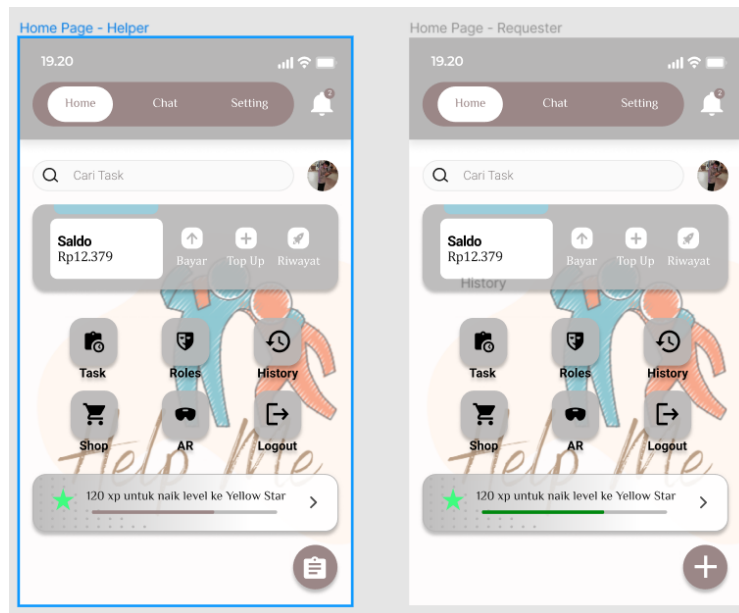 Home Page - Helper
19.20
Home Chat Setting
2
Cari Task
Saldo
Rp12.379
Bayar Top Up Riwayat
Task Roles History
Shop AR Logout
Help Me
120 xp untuk naik level ke Yellow Star
Home Page - Requester
19.20
Home Chat Setting
2
Cari Task
Saldo
Rp12.379
Bayar Top Up Riwayat
History
Task Roles History
Shop AR Logout
Help Me
120 xp untuk naik level ke Yellow Star